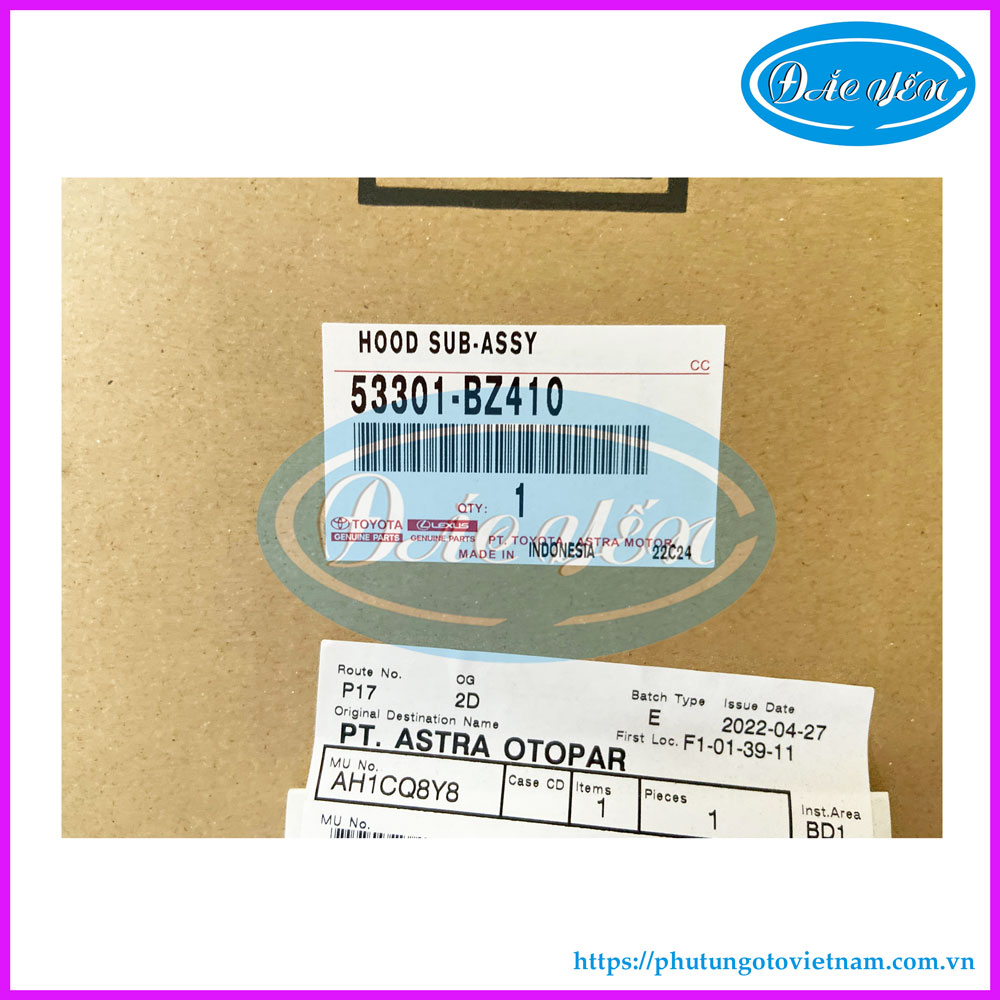 ĐẮC YẾN
HOOD SUB-ASSY
CC
53301-BZ410
QTY: 1
TOYOTA LEXUS
GENUINE PARTS GENUINE PARTS PT. TOYOTA - ASTRA MOTOR
MADE IN INDONESIA 22C24
ĐẮC YẾN
Route No. OG Batch Type Issue Date
P17 2D E 2022-04-27
Original Destination Name First Loc. F1-01-39-11
PT. ASTRA OTOPAR
MU No. Case CD Items Pieces Inst.Area
AH1CQ8Y8 1 1 BD1
MU No.
https://phutungotovietnam.com.vn